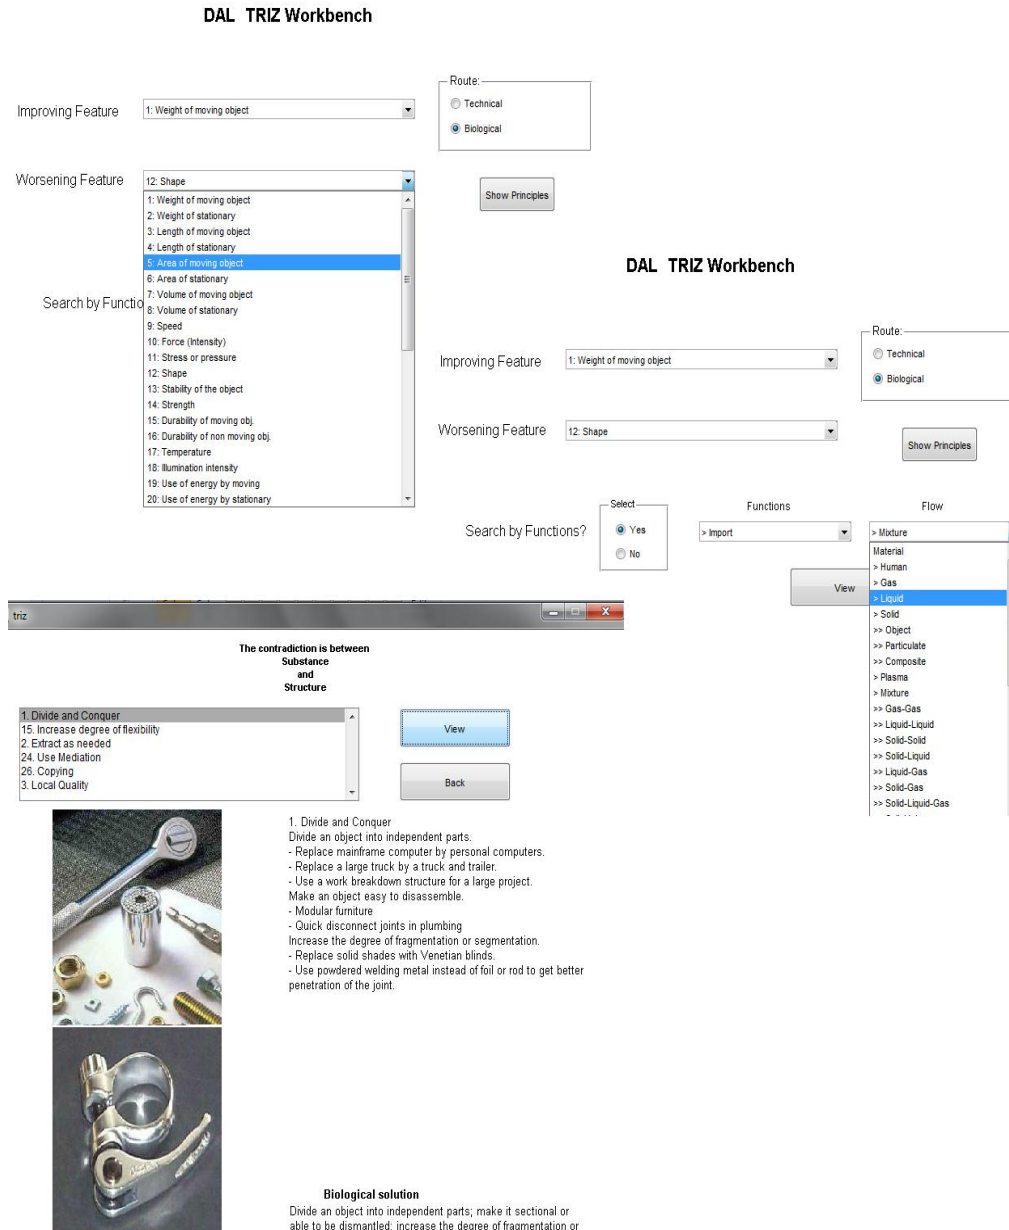 DAL TRIZ Workbench
Route:
Technical
Biological
Improving Feature
1: Weight of moving object
Worsening Feature
12: Shape
Show Principles
1: Weight of moving object
2: Weight of stationary
3: Length of moving object
4: Length of stationary
5: Area of moving object
6: Area of stationary
7: Volume of moving object
8: Volume of stationary
9: Speed
10: Force (Intensity)
11: Stress or pressure
12: Shape
13: Stability of the object
14: Strength
15: Durability of moving obj.
16: Durability of non moving obj.
17: Temperature
18: Illumination intensity
19: Use of energy by moving
20: Use of energy by stationary
Search by Functio
DAL TRIZ Workbench
Route:
Technical
Biological
Improving Feature
1: Weight of moving object
Worsening Feature
12: Shape
Show Principles
Search by Functions?
Select
Yes
No
Functions
> Import
Flow
> Mixture
Material
> Human
> Gas
> Liquid
> Solid
>> Object
>> Particulate
>> Composite
> Plasma
> Mixture
>> Gas-Gas
>> Liquid-Liquid
>> Solid-Solid
>> Solid-Liquid
>> Liquid-Gas
>> Solid-Gas
>> Solid-Liquid-Gas
View
triz
The contradiction is between
Substance
and
Structure
1. Divide and Conquer
15. Increase degree of flexibility
2. Extract as needed
24. Use Mediation
26. Copying
3. Local Quality
View
Back
1. Divide and Conquer
Divide an object into independent parts.
- Replace mainframe computer by personal computers.
- Replace a large truck by a truck and trailer.
- Use a work breakdown structure for a large project.
Make an object easy to disassemble.
- Modular furniture
- Quick disconnect joints in plumbing
Increase the degree of fragmentation or segmentation.
- Replace solid shades with Venetian blinds.
- Use powdered welding metal instead of foil or rod to get better
penetration of the joint.
Biological solution
Divide an object into independent parts; make it sectional or
able to be dismantled; increase the degree of fragmentation or